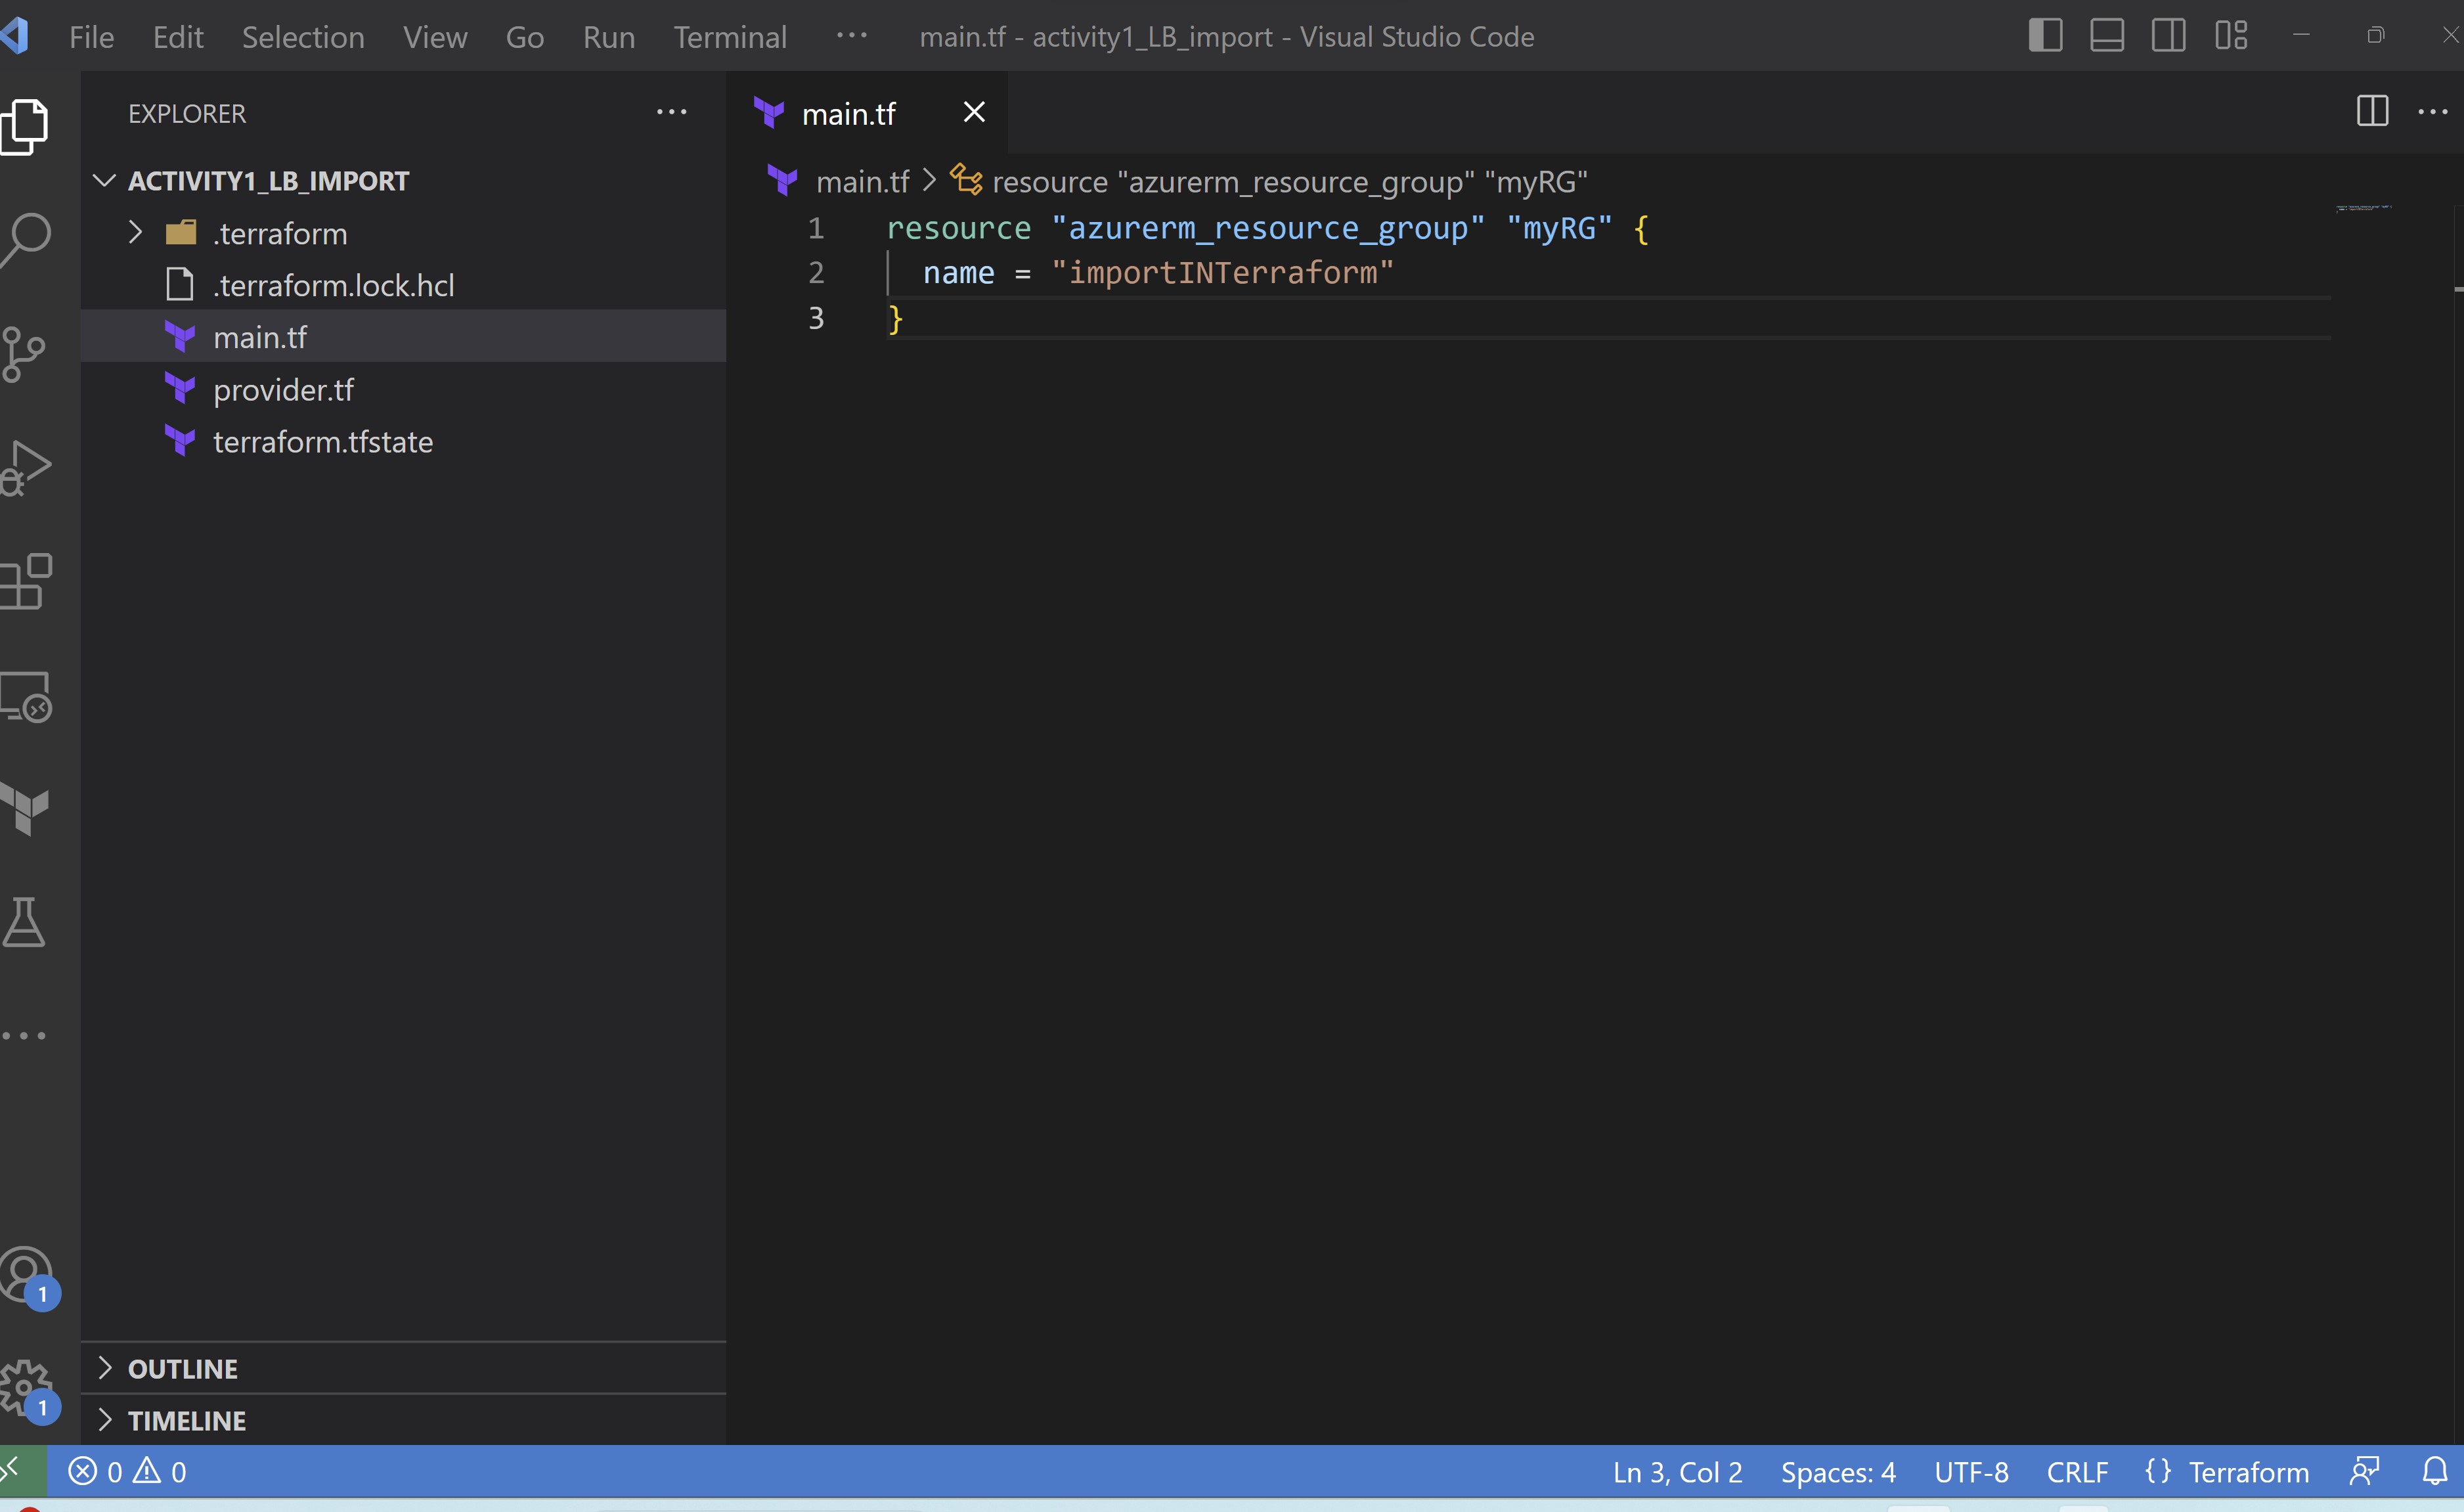 File Edit Selection View Go Run Terminal ··· main.tf - activity1_LB_import - Visual Studio Code
EXPLORER
ACTIVITY1_LB_IMPORT
.terraform
.terraform.lock.hcl
main.tf
provider.tf
terraform.tfstate
OUTLINE
TIMELINE
main.tf
main.tf > resource "azurerm_resource_group" "myRG"
1 resource "azurerm_resource_group" "myRG" {
2 name = "importINTerraform"
3 }
1
1
0 0 Ln 3, Col 2 Spaces: 4 UTF-8 CRLF {} Terraform